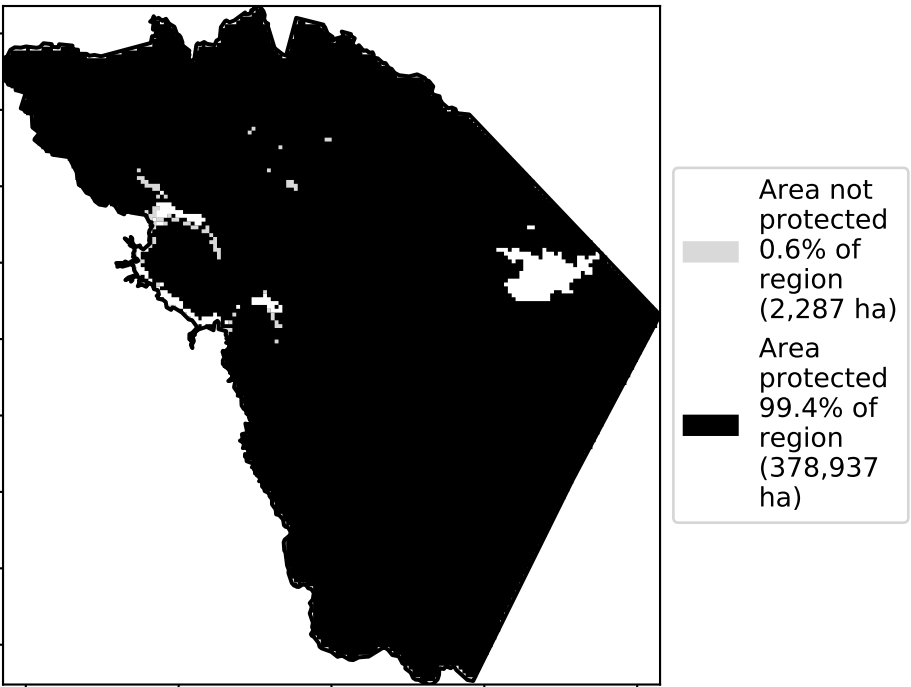 Area not
protected
0.6% of
region
(2,287 ha)
Area
protected
99.4% of
region
(378,937
ha)